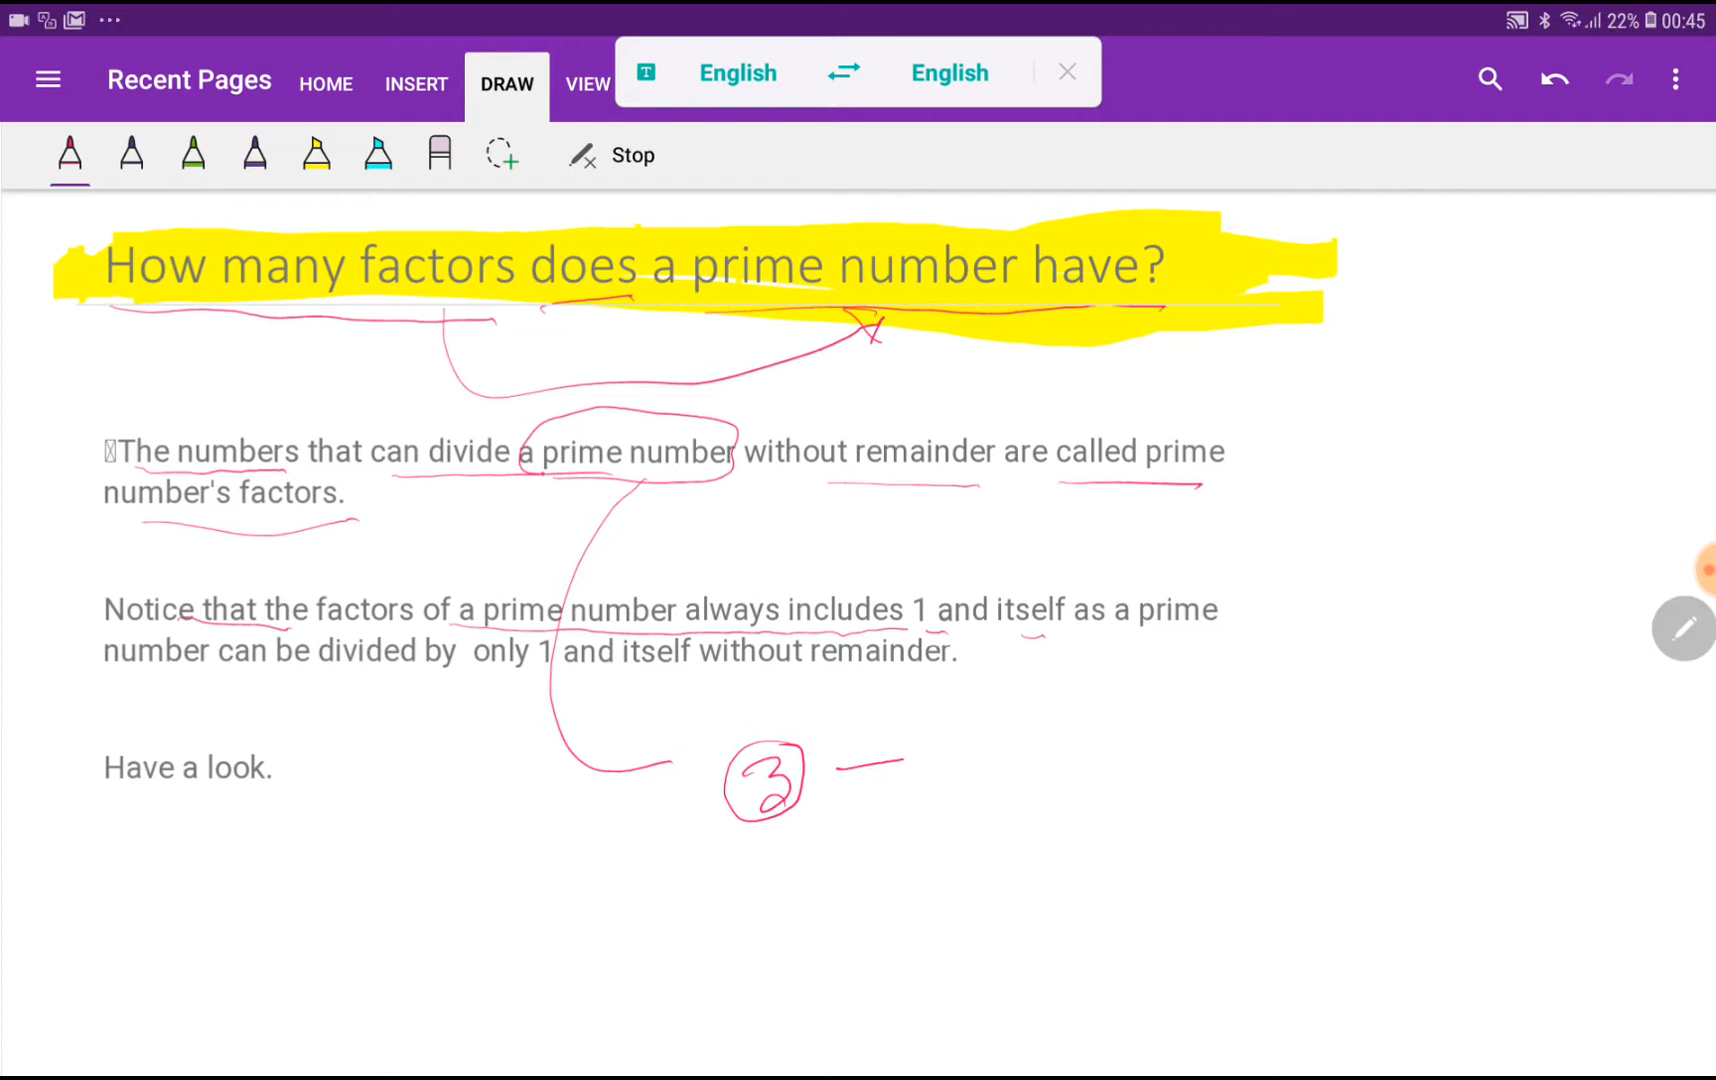 22% 00:45
Recent Pages HOME INSERT DRAW VIEW
T English English
Stop
How many factors does a prime number have?
The numbers that can divide a prime number without remainder are called prime
number's factors.
Notice that the factors of a prime number always includes 1 and itself as a prime
number can be divided by only 1 and itself without remainder.
Have a look.
3